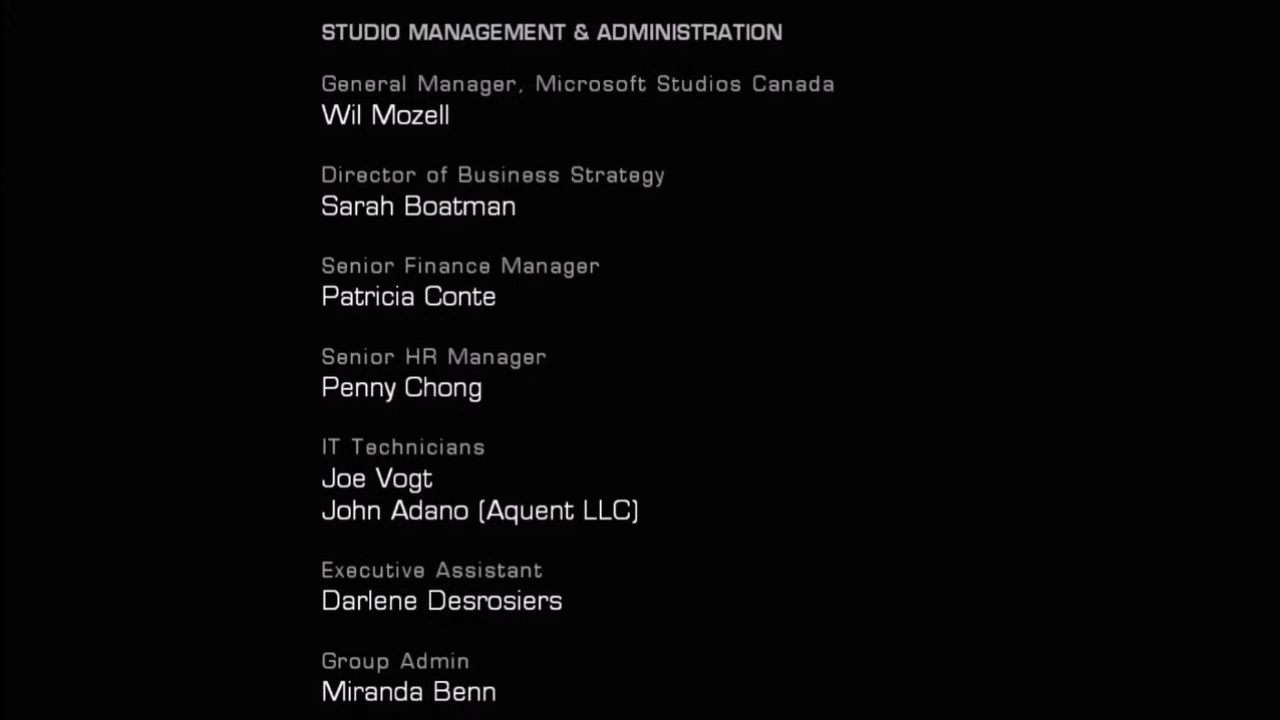 STUDIO MANAGEMENT & ADMINISTRATION
General Manager, Microsoft Studios Canada
Wil Mozell
Director of Business Strategy
Sarah Boatman
Senior Finance Manager
Patricia Conte
Senior HR Manager
Penny Chong
IT Technicians
Joe Vogt
John Adano (Aquent LLC)
Executive Assistant
Darlene Desrosiers
Group Admin
Miranda Benn